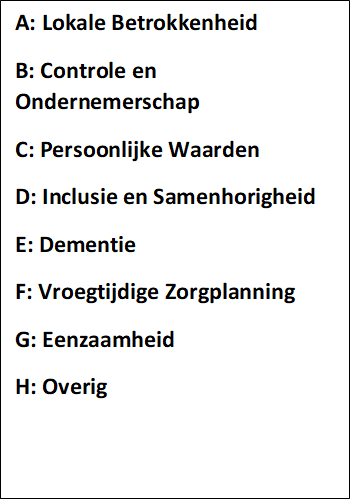 A: Lokale Betrokkenheid
B: Controle en
Ondernemerschap
C: Persoonlijke Waarden
D: Inclusie en Samenhorigheid
E: Dementie
F: Vroegtijdige Zorgplanning
G: Eenzaamheid
H: Overig